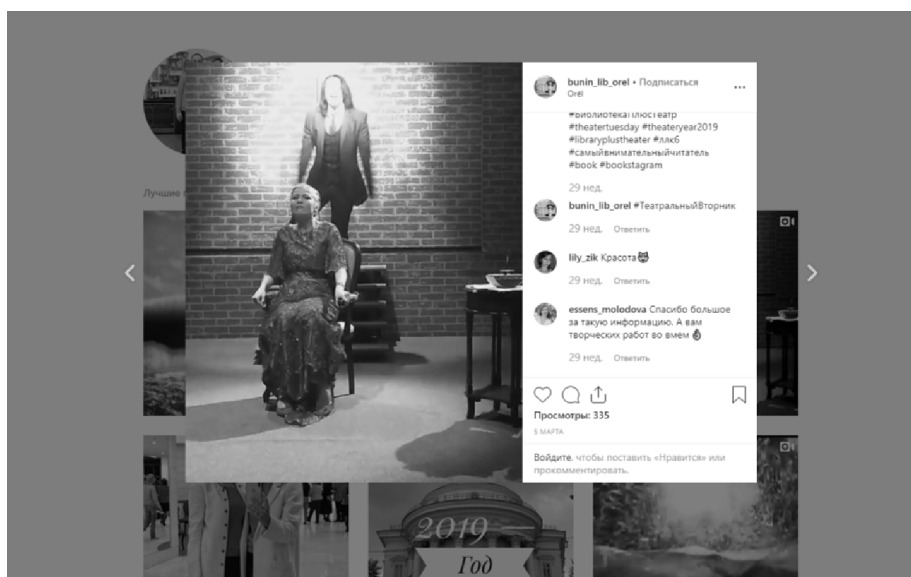 bunin_lib_orel • Подписаться
Orël
#БиблиотекаПлюсТеатр
#theatertuesday #theateryear2019
#libraryplustheater #ллк6
#самыйвнимательныйчитатель
#book #bookstagram
29 нед.
bunin_lib_orel #ТеатральныйВторник
29 нед. Ответить
lily_zik Красота
29 нед. Ответить
essens_molodova Спасибо большое
за такую информацию. А вам
творческих работ во вмем
29 нед. Ответить
Просмотры: 335
5 МАРТА
Войдите, чтобы поставить «Нравится» или
прокомментировать.
Лучшие
2019
Год